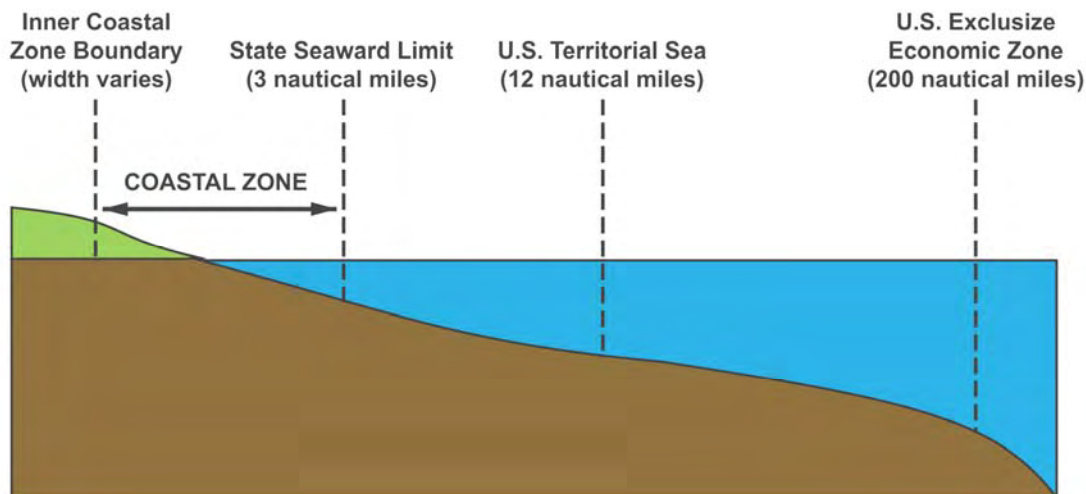 Inner Coastal
Zone Boundary
(width varies)
State Seaward Limit
(3 nautical miles)
U.S. Territorial Sea
(12 nautical miles)
U.S. Exclusize
Economic Zone
(200 nautical miles)
COASTAL ZONE